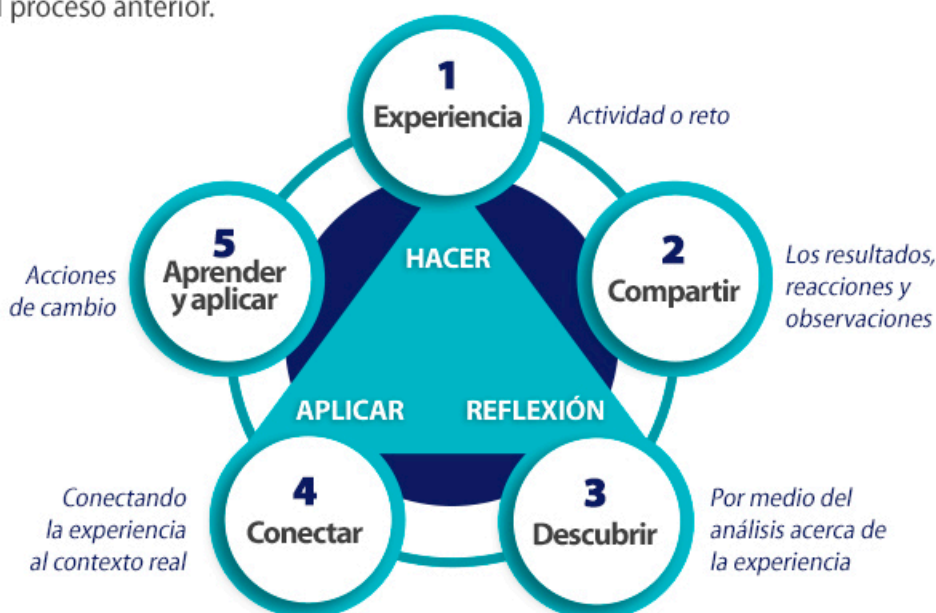 l proceso anterior.
1
Experiencia
Actividad o reto
2
Compartir
Los resultados,
reacciones y
observaciones
3
Descubrir
Por medio del
análisis acerca de
la experiencia
4
Conectar
Conectando
la experiencia
al contexto real
5
Aprender
y aplicar
Acciones
de cambio
HACER
APLICAR
REFLEXIÓN